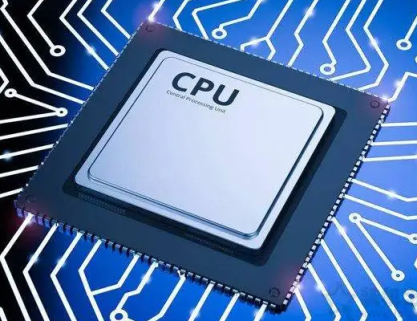 CPU
Central Processing Unit